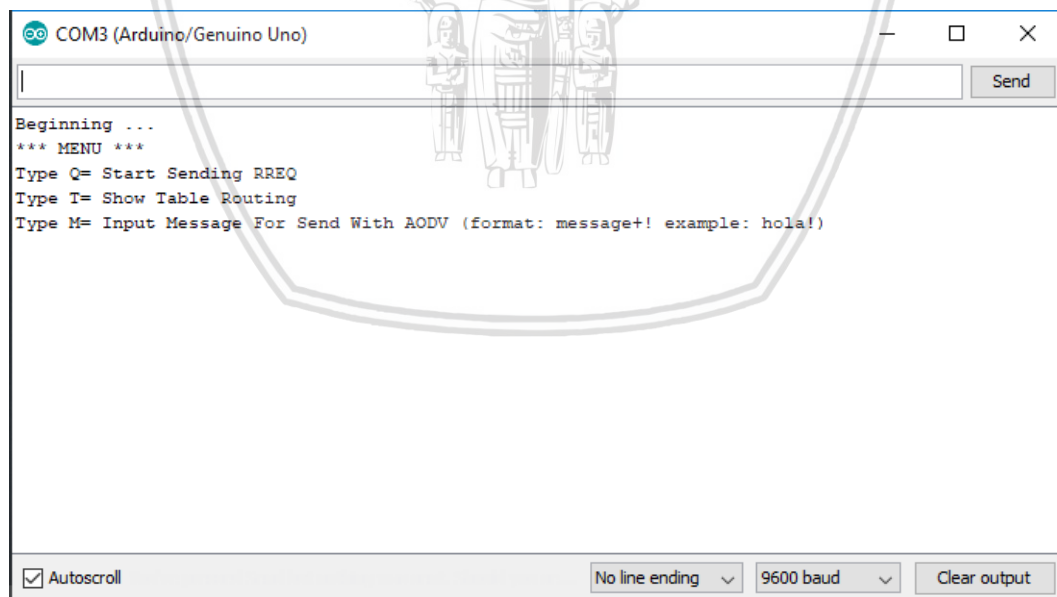 COM3 (Arduino/Genuino Uno)
Send
Beginning ...
*** MENU ***
Type Q= Start Sending RREQ
Type T= Show Table Routing
Type M= Input Message For Send With AODV (format: message+! example: hola!)
Autoscroll
No line ending
9600 baud
Clear output